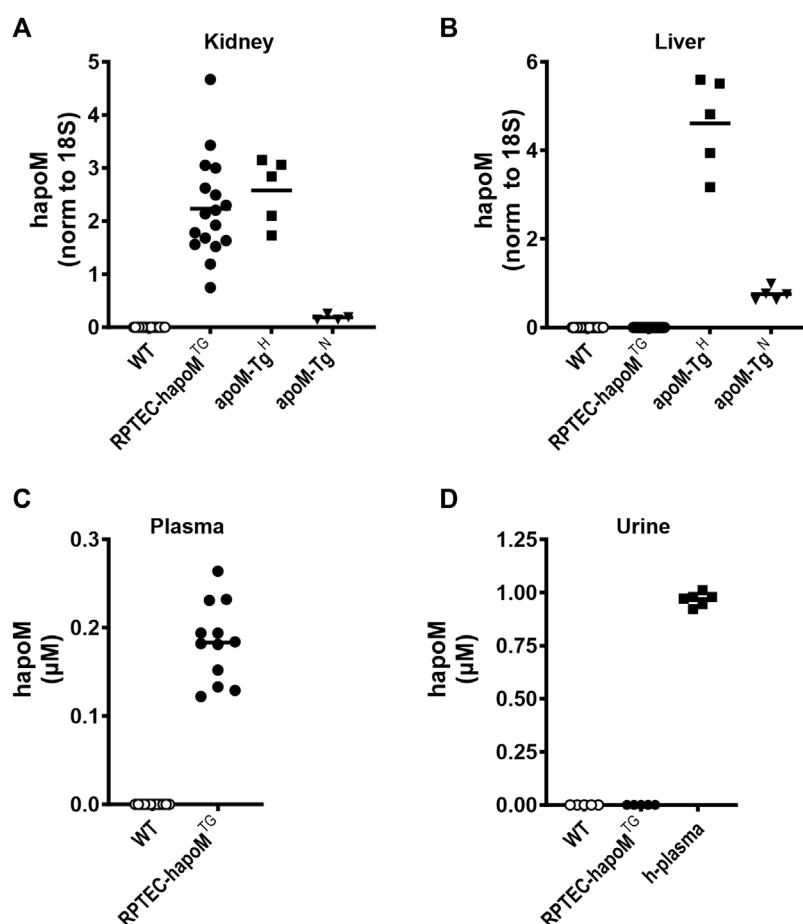 A
Kidney
hapoM
(norm to 18S)
5
4
3
2
1
0
WT
RPTEC-hapoM^TG
apoM-Tg^H
apoM-Tg^N
B
Liver
hapoM
(norm to 18S)
6
4
2
0
WT
RPTEC-hapoM^TG
apoM-Tg^H
apoM-Tg^N
C
Plasma
hapoM
(µM)
0.3
0.2
0.1
0.0
WT
RPTEC-hapoM^TG
D
Urine
hapoM
(µM)
1.25
1.00
0.75
0.50
0.25
0.00
WT
RPTEC-hapoM^TG
h-plasma